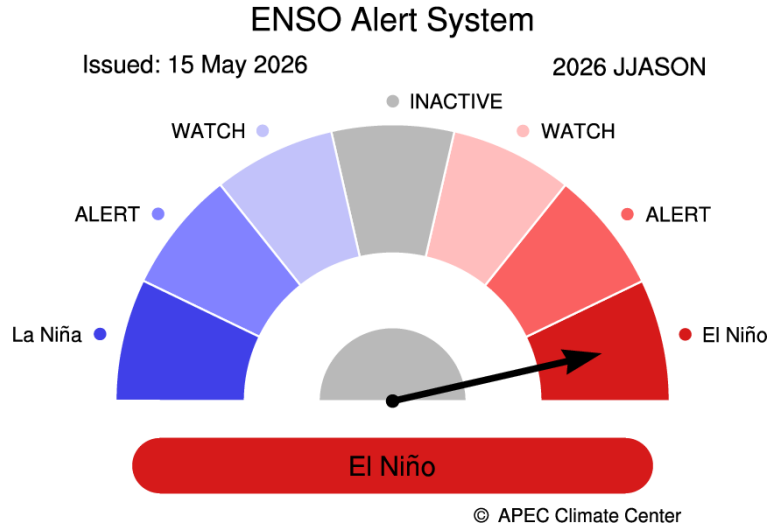 ENSO Alert System
Issued: 15 May 2026
2026 JJASON
INACTIVE
WATCH
WATCH
ALERT
ALERT
La Niña
El Niño
El Niño
© APEC Climate Center